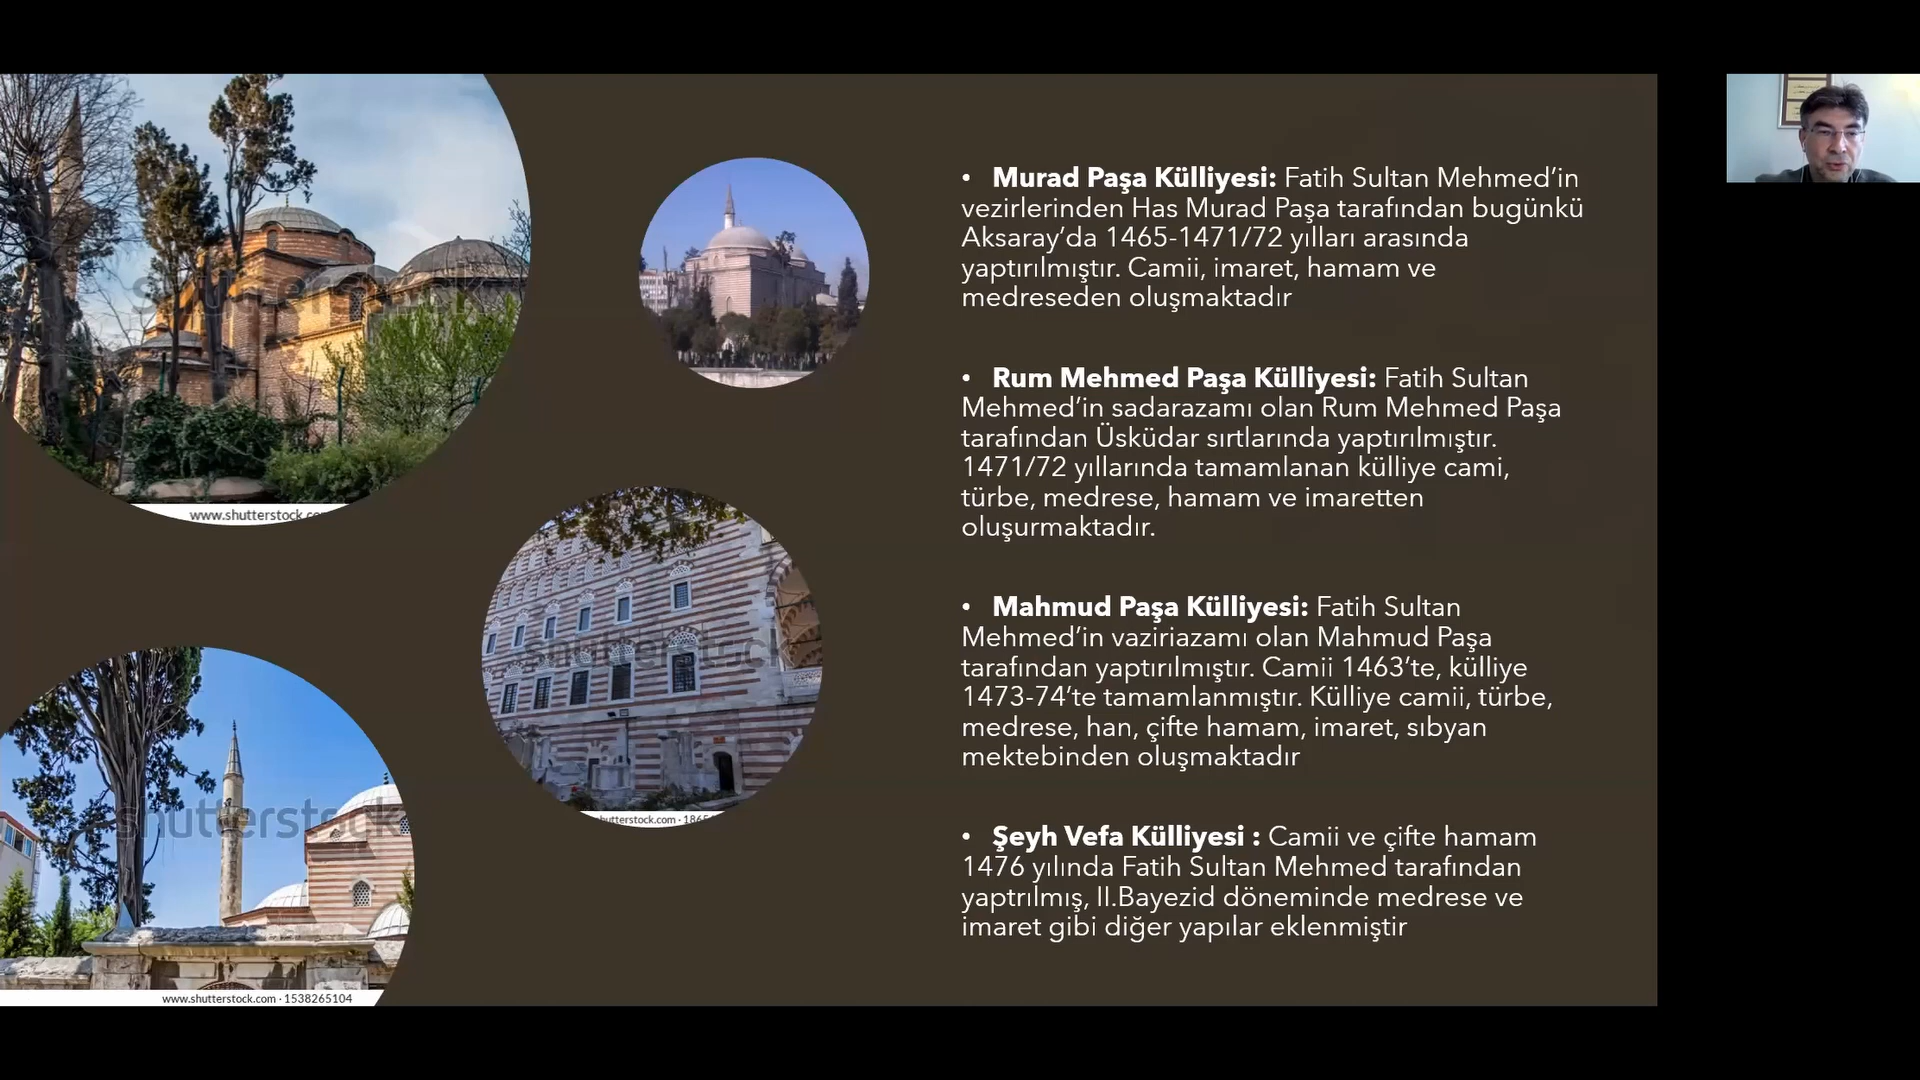 • Murad Paşa Külliyesi: Fatih Sultan Mehmed’in
vezirlerinden Has Murad Paşa tarafından bugünkü
Aksaray’da 1465-1471/72 yılları arasında
yaptırılmıştır. Camii, imaret, hamam ve
medreseden oluşmaktadır
• Rum Mehmed Paşa Külliyesi: Fatih Sultan
Mehmed’in sadarazamı olan Rum Mehmed Paşa
tarafından Üsküdar sırtlarında yaptırılmıştır.
1471/72 yıllarında tamamlanan külliye cami,
türbe, medrese, hamam ve imaretten
oluşurmaktadır.
• Mahmud Paşa Külliyesi: Fatih Sultan
Mehmed’in vaziriazamı olan Mahmud Paşa
tarafından yaptırılmıştır. Camii 1463’te, külliye
1473-74’te tamamlanmıştır. Külliye camii, türbe,
medrese, han, çifte hamam, imaret, sıbyan
mektebinden oluşmaktadır
• Şeyh Vefa Külliyesi : Camii ve çifte hamam
1476 yılında Fatih Sultan Mehmed tarafından
yaptrılmış, II.Bayezid döneminde medrese ve
imaret gibi diğer yapılar eklenmiştir
shutterstock
www.shutterstock
shutterstock
shutterstock.com
shutterstock
www.shutterstock.com · 1538265104